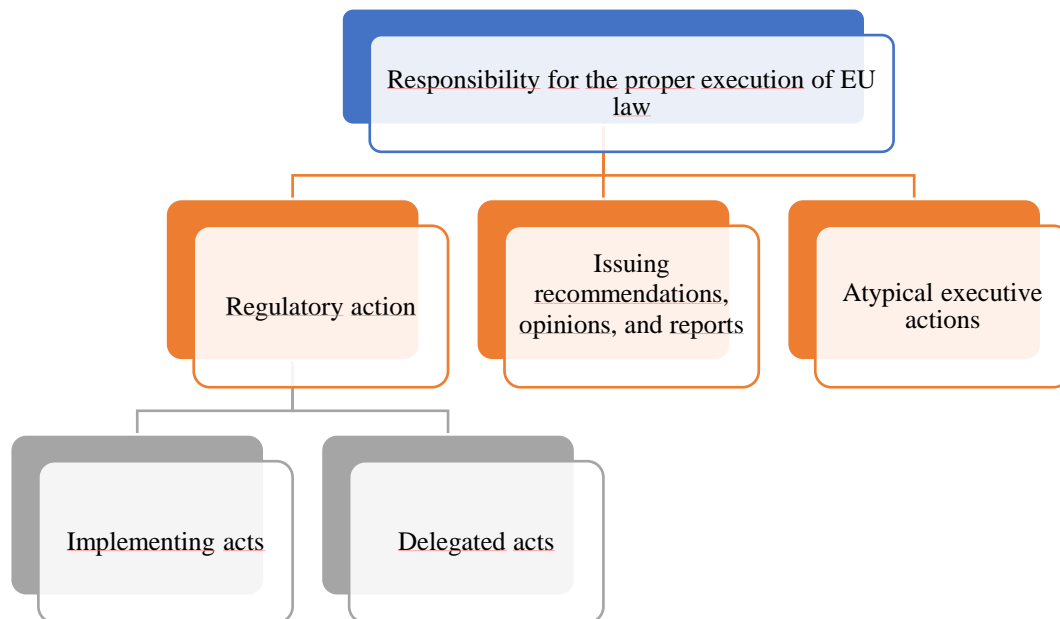 Responsibility for the proper execution of EU
law
Regulatory action
Issuing
recommendations,
opinions, and reports
Atypical executive
actions
Implementing acts
Delegated acts